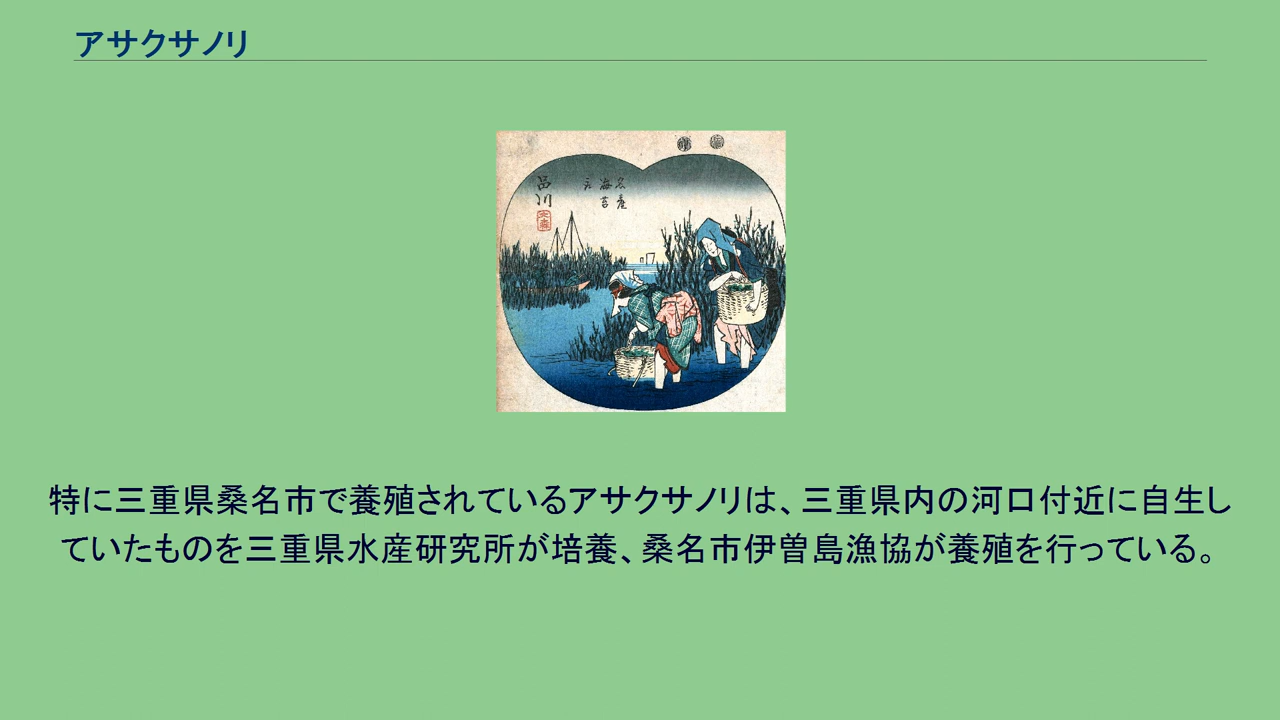 アサクサノリ
品川
名産
海苔
特に三重県桑名市で養殖されているアサクサノリは、三重県内の河口付近に自生し
ていたものを三重県水産研究所が培養、桑名市伊曽島漁協が養殖を行っている。